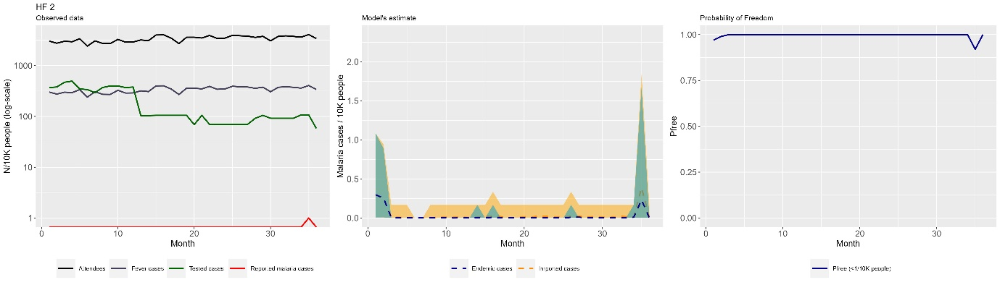 HF 2
Observed data
N/10K people (log-scale)
1000
100
10
1
0
10
20
30
Month
Attendees
Fever cases
Tested cases
Reported malaria cases
Model's estimate
Malaria cases / 10K people
2.0
1.5
1.0
0.5
0.0
0
10
20
30
Month
Endemic cases
Imported cases
Probability of Freedom
Pfree
1.00
0.75
0.50
0.25
0.00
0
10
20
30
Month
Pfree (<1/10K people)